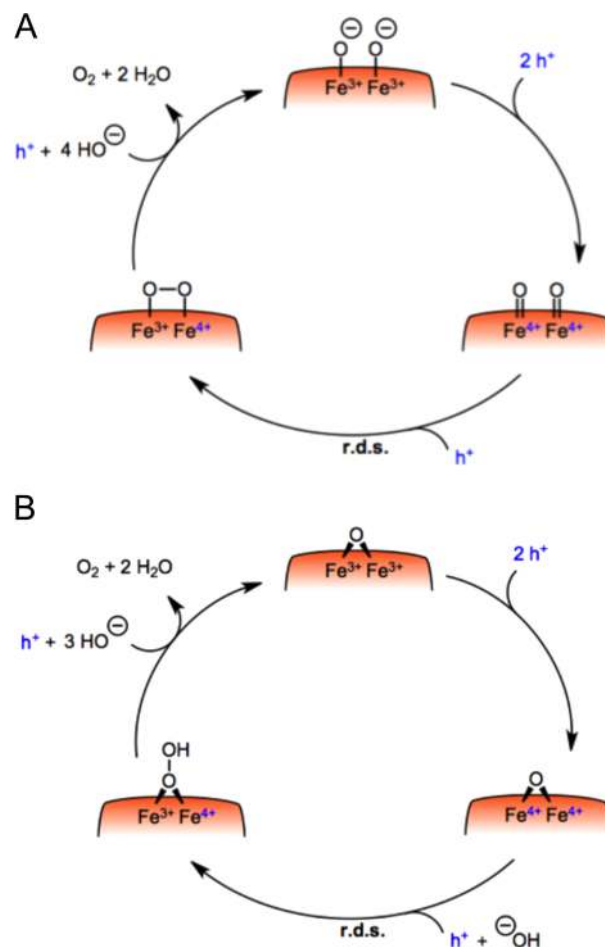 A
O⊖ O⊖
Fe³⁺ Fe³⁺
O₂ + 2 H₂O
2 h⁺
h⁺ + 4 HO⊖
O—O
Fe³⁺ Fe⁴⁺
O O
Fe⁴⁺ Fe⁴⁺
r.d.s.
h⁺
B
O
Fe³⁺ Fe³⁺
O₂ + 2 H₂O
2 h⁺
h⁺ + 3 HO⊖
OH
O
Fe³⁺ Fe⁴⁺
O
Fe⁴⁺ Fe⁴⁺
r.d.s.
h⁺ + ⊖OH